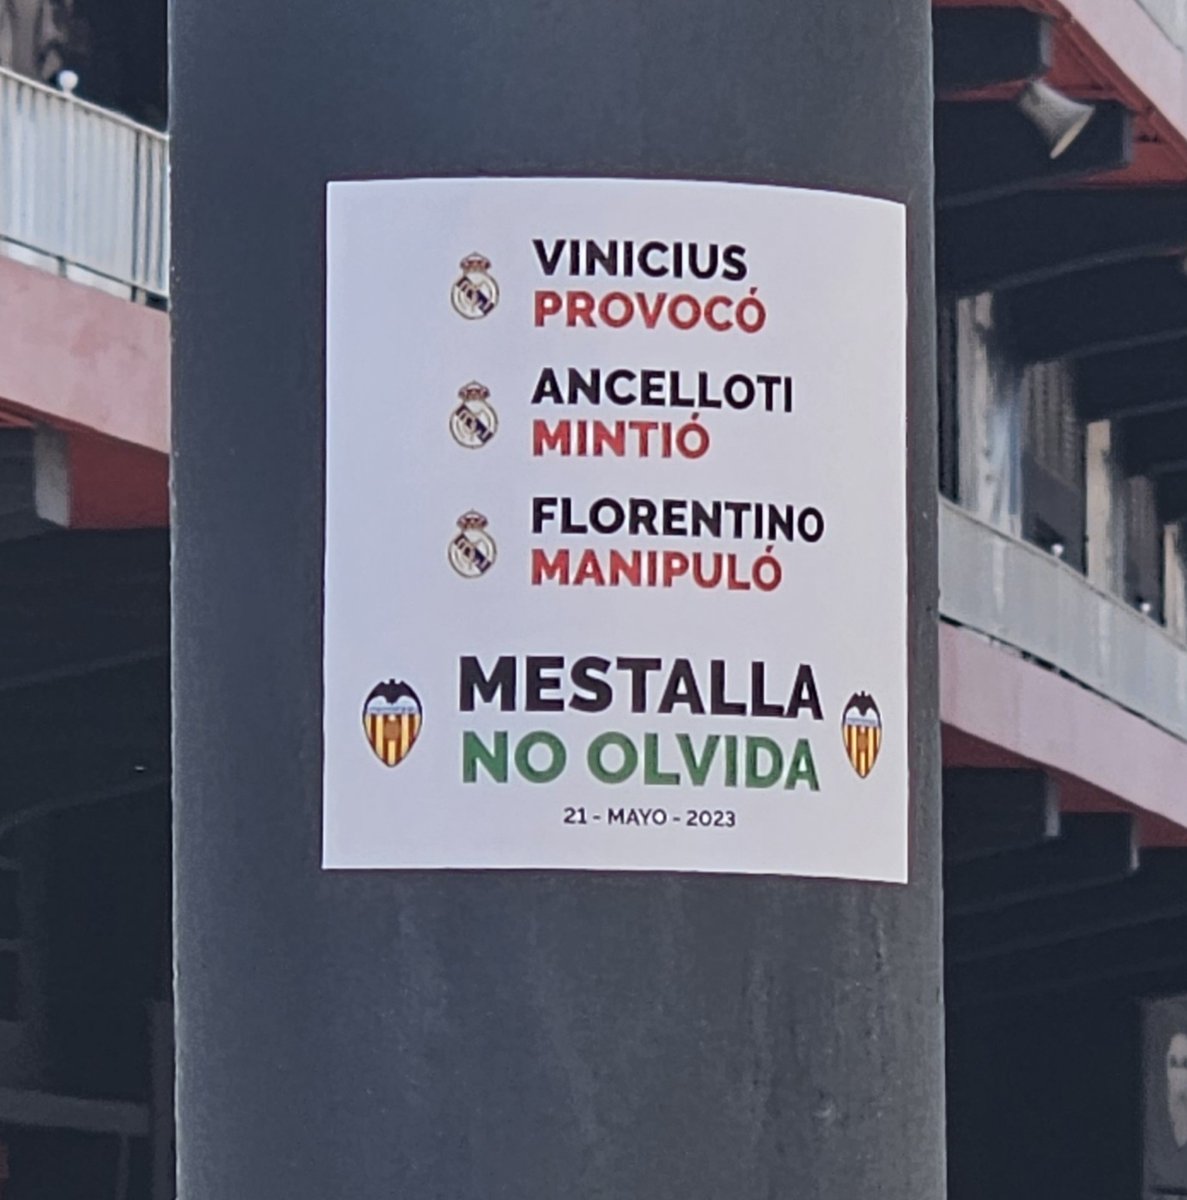 VINICIUS
PROVOCÓ
ANCELLOTI
MINTIÓ
FLORENTINO
MANIPULÓ
MESTALLA
NO OLVIDA
21 - MAYO - 2023